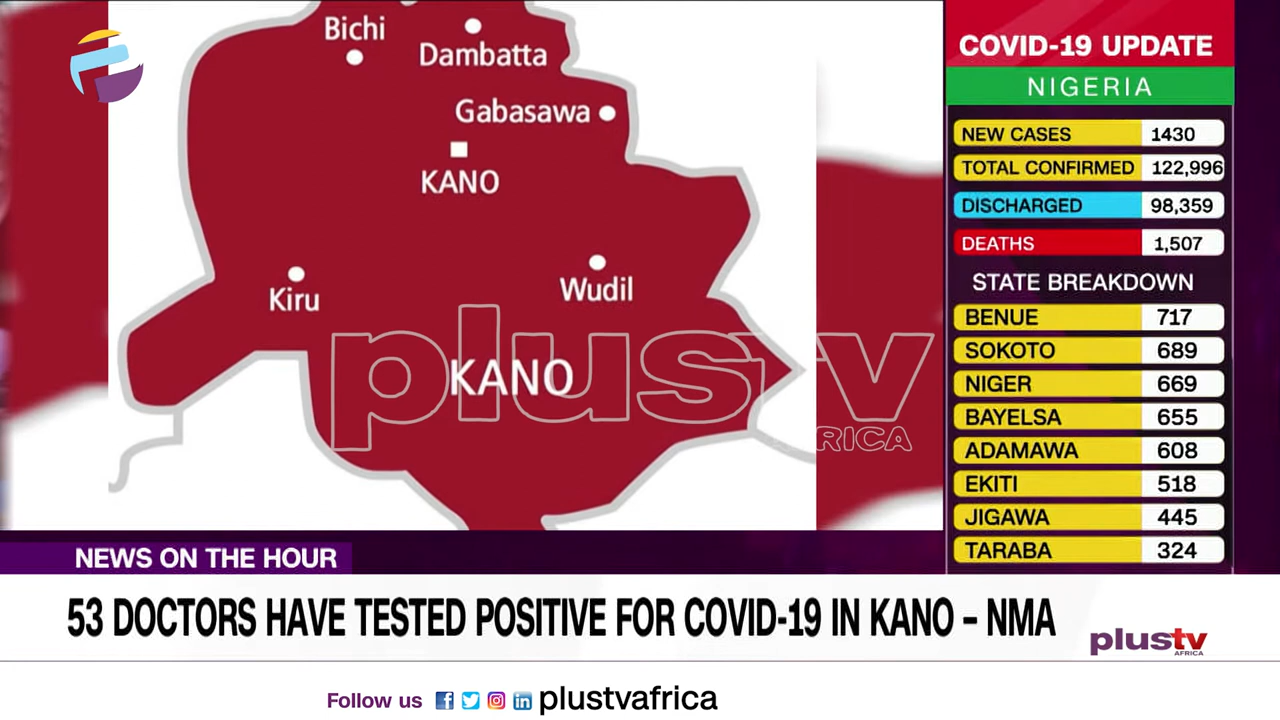 Bichi
Dambatta
Gabasawa
KANO
Kiru
Wudil
KANO
plustv
AFRICA
COVID-19 UPDATE
NIGERIA
NEW CASES 1430
TOTAL CONFIRMED 122,996
DISCHARGED 98,359
DEATHS 1,507
STATE BREAKDOWN
BENUE 717
SOKOTO 689
NIGER 669
BAYELSA 655
ADAMAWA 608
EKITI 518
JIGAWA 445
TARABA 324
NEWS ON THE HOUR
53 DOCTORS HAVE TESTED POSITIVE FOR COVID-19 IN KANO – NMA
plustv
AFRICA
Follow us plustvafrica